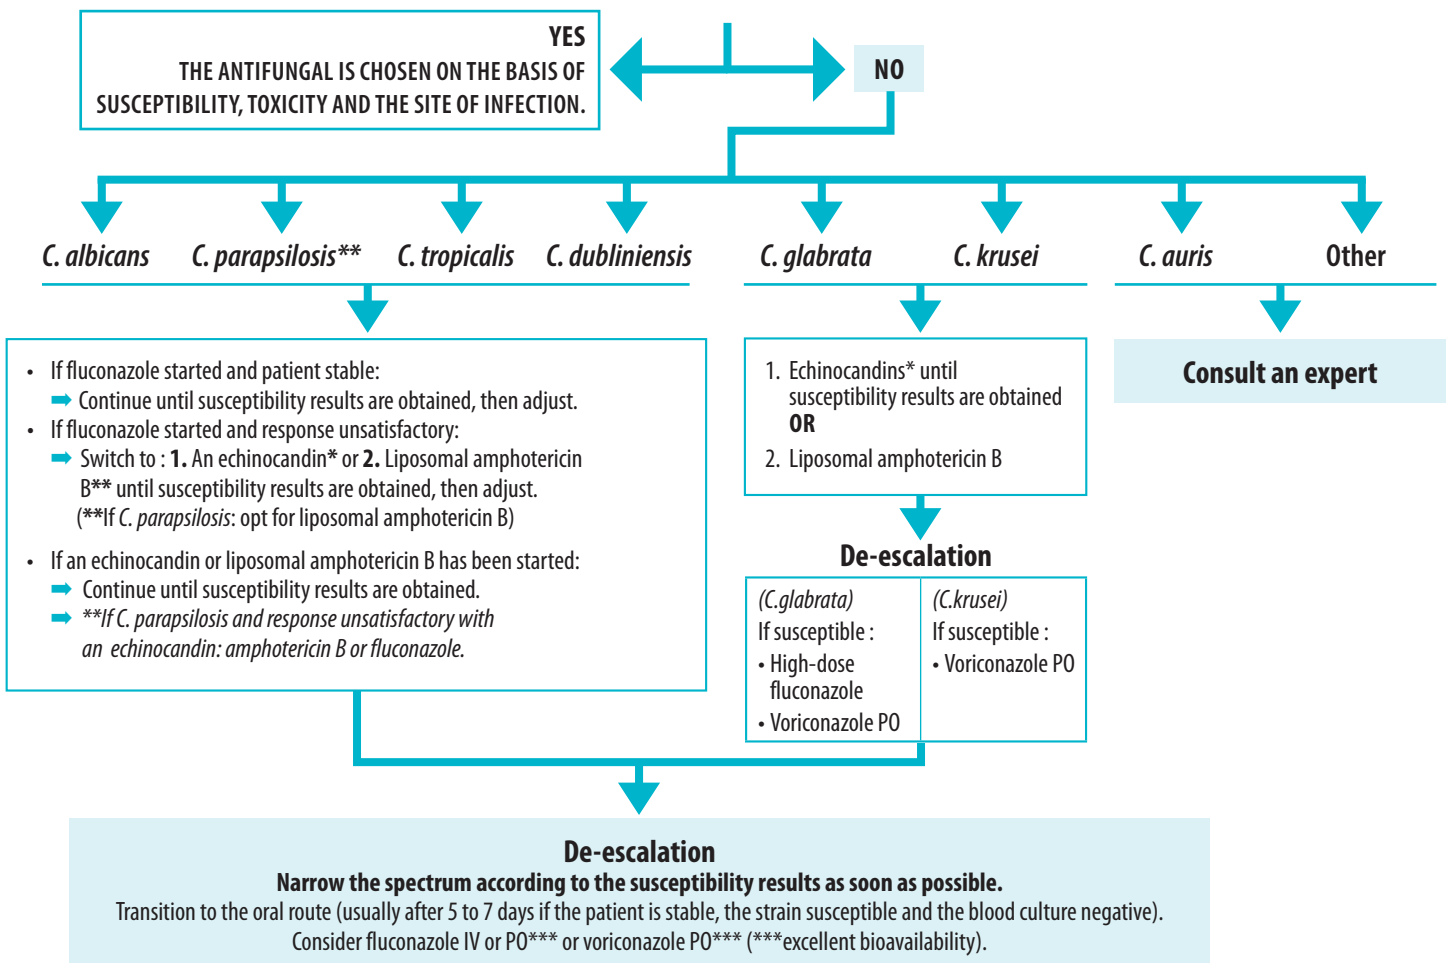 YES
THE ANTIFUNGAL IS CHOSEN ON THE BASIS OF
SUSCEPTIBILITY, TOXICITY AND THE SITE OF INFECTION.
NO
C. albicans
C. parapsilosis**
C. tropicalis
C. dubliniensis
C. glabrata
C. krusei
C. auris
Other
• If fluconazole started and patient stable:
➡ Continue until susceptibility results are obtained, then adjust.
• If fluconazole started and response unsatisfactory:
➡ Switch to : 1. An echinocandin* or 2. Liposomal amphotericin
B** until susceptibility results are obtained, then adjust.
(**If C. parapsilosis: opt for liposomal amphotericin B)
• If an echinocandin or liposomal amphotericin B has been started:
➡ Continue until susceptibility results are obtained.
➡ **If C. parapsilosis and response unsatisfactory with
an echinocandin: amphotericin B or fluconazole.
1. Echinocandins* until
susceptibility results are obtained
OR
2. Liposomal amphotericin B
Consult an expert
De-escalation
(C.glabrata)
If susceptible :
• High-dose
fluconazole
• Voriconazole PO
(C.krusei)
If susceptible :
• Voriconazole PO
De-escalation
Narrow the spectrum according to the susceptibility results as soon as possible.
Transition to the oral route (usually after 5 to 7 days if the patient is stable, the strain susceptible and the blood culture negative).
Consider fluconazole IV or PO*** or voriconazole PO*** (***excellent bioavailability).